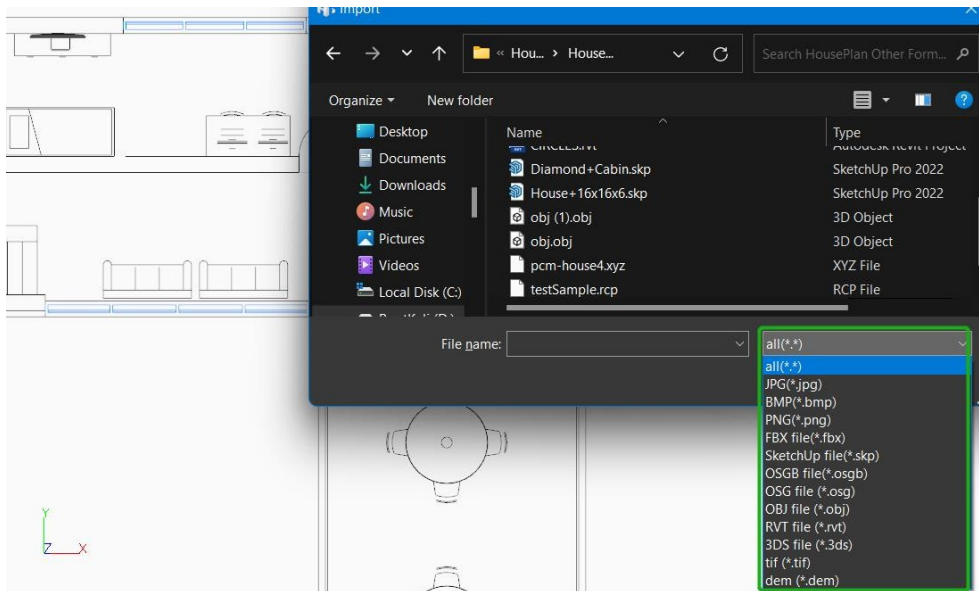 Import
« Hou... › House...
Search HousePlan Other Form...
Organize
New folder
Desktop
Documents
Downloads
Music
Pictures
Videos
Local Disk (C:)
Name
Type
CIRCLES.rvt
Autodesk Revit Project
Diamond+Cabin.skp
SketchUp Pro 2022
House+16x16x6.skp
SketchUp Pro 2022
obj (1).obj
3D Object
obj.obj
3D Object
pcm-house4.xyz
XYZ File
testSample.rcp
RCP File
File name:
all(*.*)
all(*.*)
JPG(*.jpg)
BMP(*.bmp)
PNG(*.png)
FBX file(*.fbx)
SketchUp file(*.skp)
OSGB file(*.osgb)
OSG file (*.osg)
OBJ file (*.obj)
RVT file (*.rvt)
3DS file (*.3ds)
tif (*.tif)
dem (*.dem)
Y
Z
X